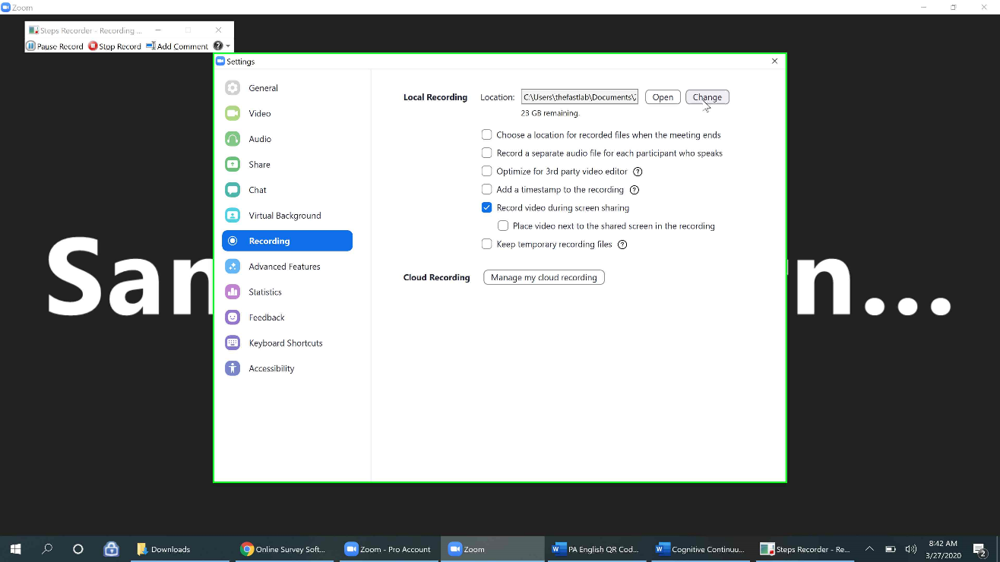 Zoom
Steps Recorder - Recording ...
Pause Record Stop Record Add Comment
Settings
General
Video
Audio
Share
Chat
Virtual Background
Recording
Advanced Features
Statistics
Feedback
Keyboard Shortcuts
Accessibility
Local Recording Location: C:\Users\thefastlab\Documents\ Open Change
23 GB remaining.
Choose a location for recorded files when the meeting ends
Record a separate audio file for each participant who speaks
Optimize for 3rd party video editor ?
Add a timestamp to the recording ?
Record video during screen sharing
Place video next to the shared screen in the recording
Keep temporary recording files ?
Cloud Recording Manage my cloud recording
San n...
Downloads Online Survey Soft... Zoom - Pro Account Zoom PA English QR Cod... Cognitive Continuu... Steps Recorder - Re... 8:42 AM
3/27/2020 2